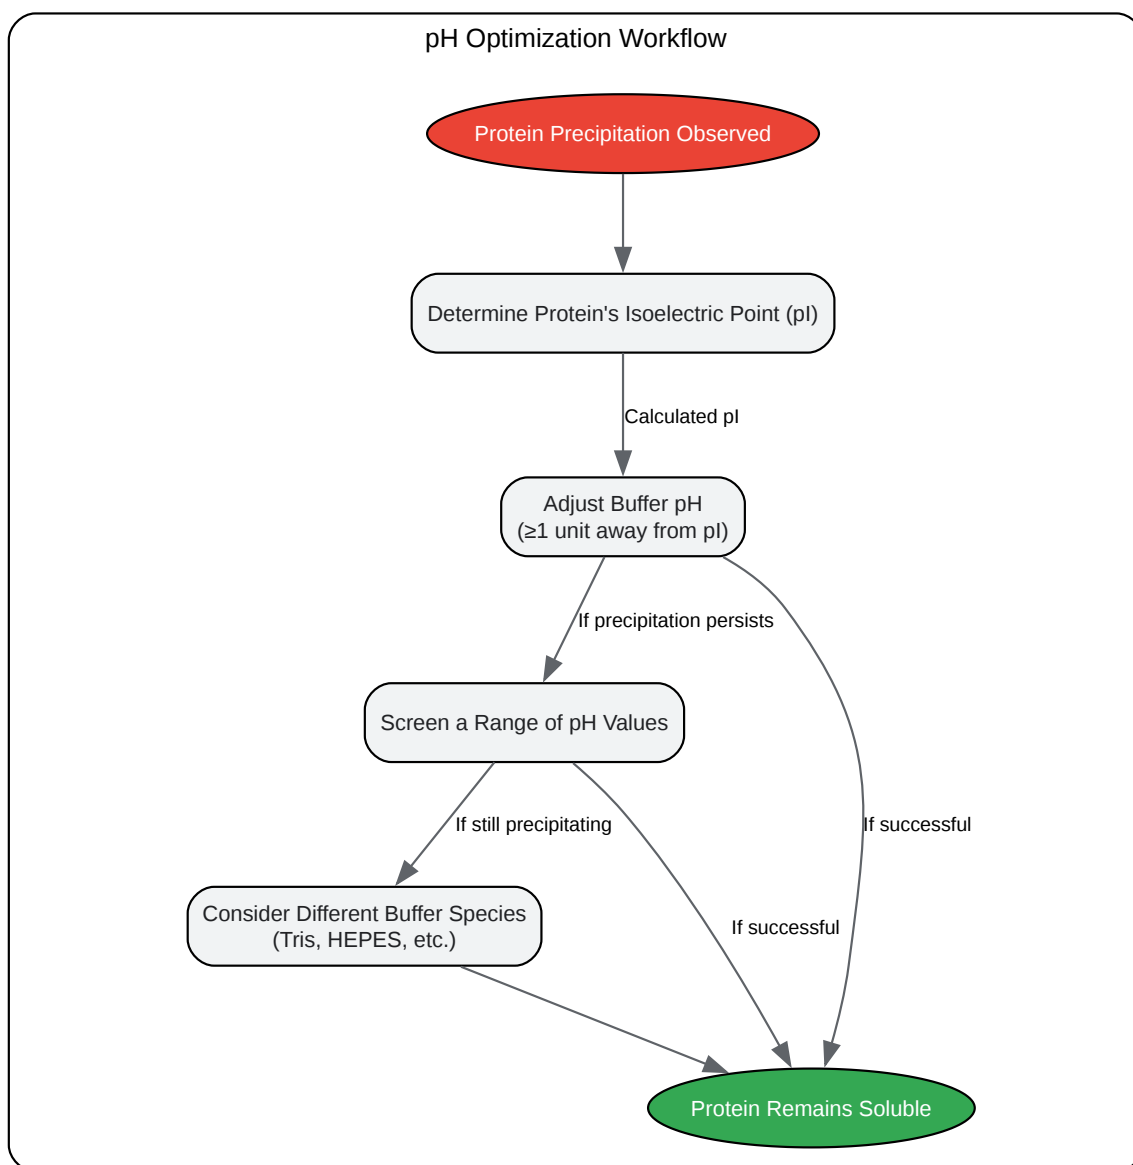 pH Optimization Workflow
Protein Precipitation Observed
Determine Protein's Isoelectric Point (pI)
Calculated pI
Adjust Buffer pH
(≥1 unit away from pI)
If precipitation persists
Screen a Range of pH Values
If still precipitating
If successful
Consider Different Buffer Species
(Tris, HEPES, etc.)
If successful
Protein Remains Soluble